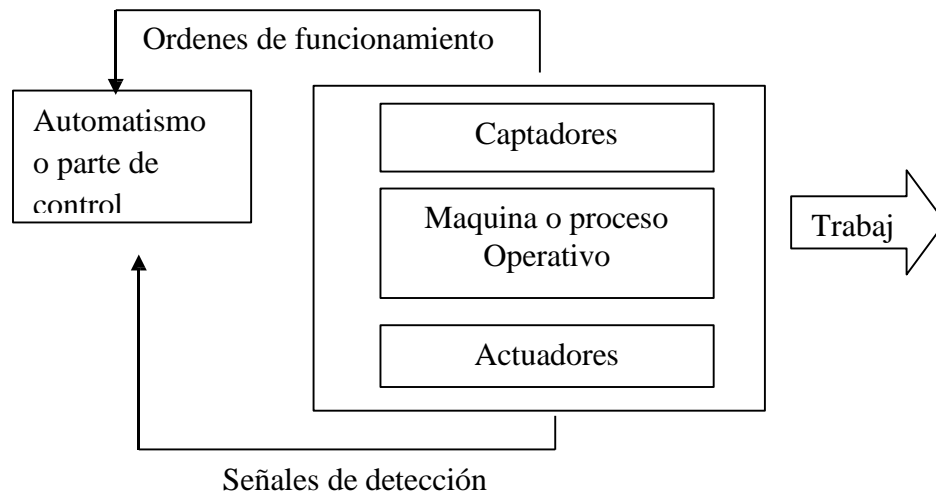 Ordenes de funcionamiento
Automatismo
o parte de
control
Captadores
Maquina o proceso
Operativo
Actuadores
Trabaj
Señales de detección